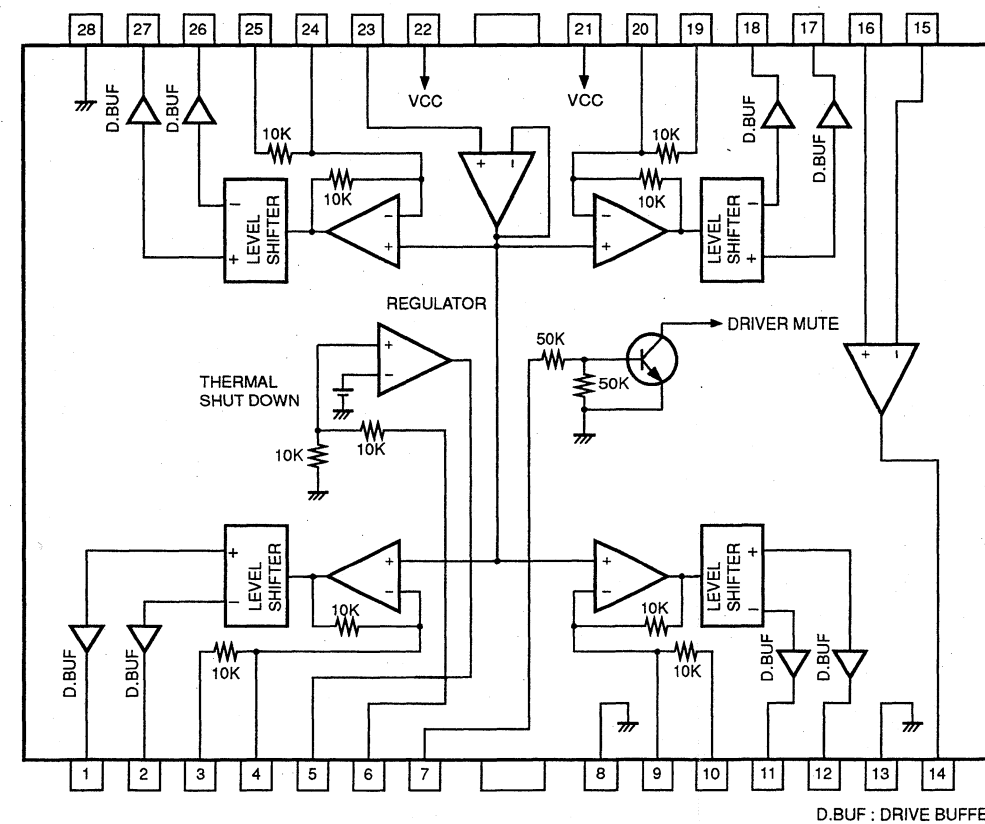 28 27 26 25 24 23 22 21 20 19 18 17 16 15
D.BUF
D.BUF
VCC
VCC
D.BUF
D.BUF
10K
10K
10K
10K
+ −
− +
LEVEL
SHIFTER
− +
− +
− +
LEVEL
SHIFTER
+ −
REGULATOR
DRIVER MUTE
+ −
50K
50K
THERMAL
SHUT DOWN
10K
10K
+ −
LEVEL
SHIFTER
+ −
+ −
LEVEL
SHIFTER
+ −
10K
10K
10K
10K
D.BUF
D.BUF
D.BUF
D.BUF
1 2 3 4 5 6 7 8 9 10 11 12 13 14
D.BUF : DRIVE BUFFE